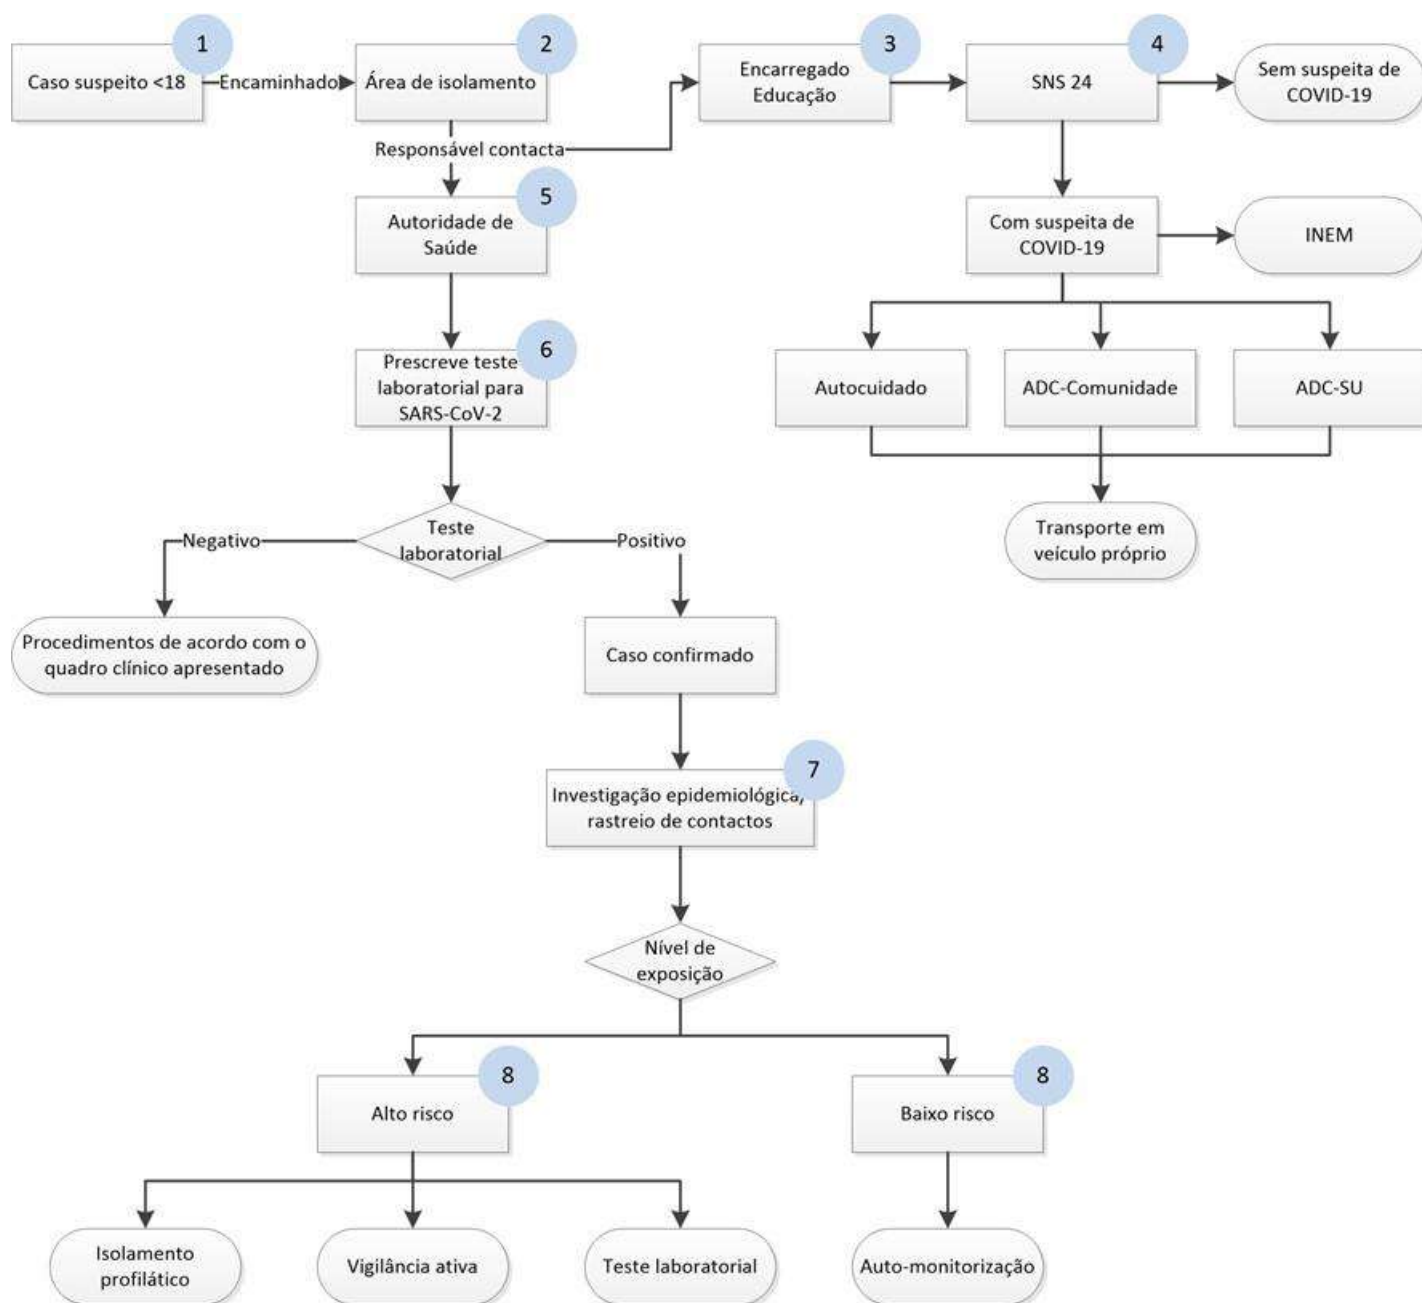 1
Caso suspeito <18
Encaminhado
2
Área de isolamento
3
Encarregado
Educação
4
SNS 24
Sem suspeita de
COVID-19
Responsável contacta
5
Autoridade de
Saúde
Com suspeita de
COVID-19
INEM
6
Prescreve teste
laboratorial para
SARS-CoV-2
Autocuidado
ADC-Comunidade
ADC-SU
Negativo
Teste
laboratorial
Positivo
Transporte em
veículo próprio
Procedimentos de acordo com o
quadro clínico apresentado
Caso confirmado
7
Investigação epidemiológica/
rastreio de contactos
Nível de
exposição
8
Alto risco
8
Baixo risco
Isolamento
profilático
Vigilância ativa
Teste laboratorial
Auto-monitorização